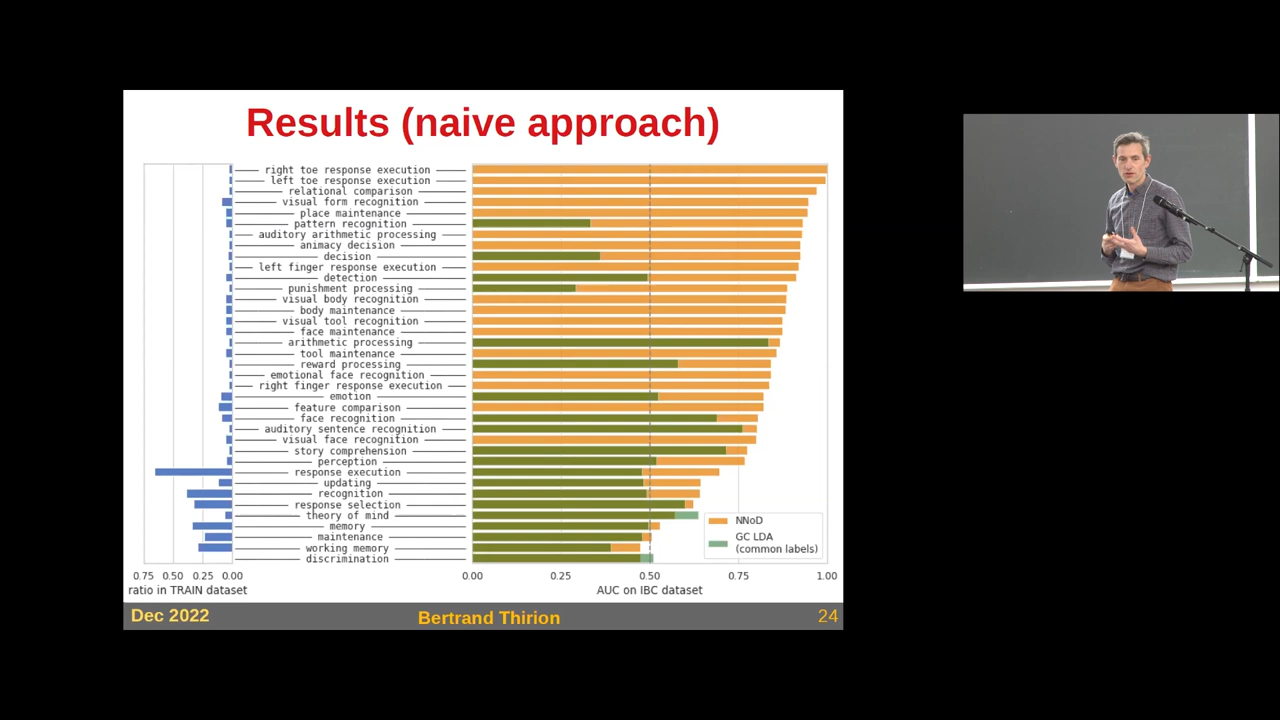 Results (naive approach)
right toe response execution
left toe response execution
relational comparison
visual form recognition
place maintenance
pattern recognition
auditory arithmetic processing
animacy decision
decision
left finger response execution
detection
punishment processing
visual body recognition
body maintenance
visual tool recognition
face maintenance
arithmetic processing
tool maintenance
reward processing
emotional face recognition
right finger response execution
emotion
feature comparison
face recognition
auditory sentence recognition
visual face recognition
story comprehension
perception
response execution
updating
recognition
response selection
theory of mind
memory
maintenance
working memory
discrimination
NNoD
GC LDA
(common labels)
0.75 0.50 0.25 0.00
ratio in TRAIN dataset
0.00 0.25 0.50 0.75 1.00
AUC on IBC dataset
Dec 2022
Bertrand Thirion
24